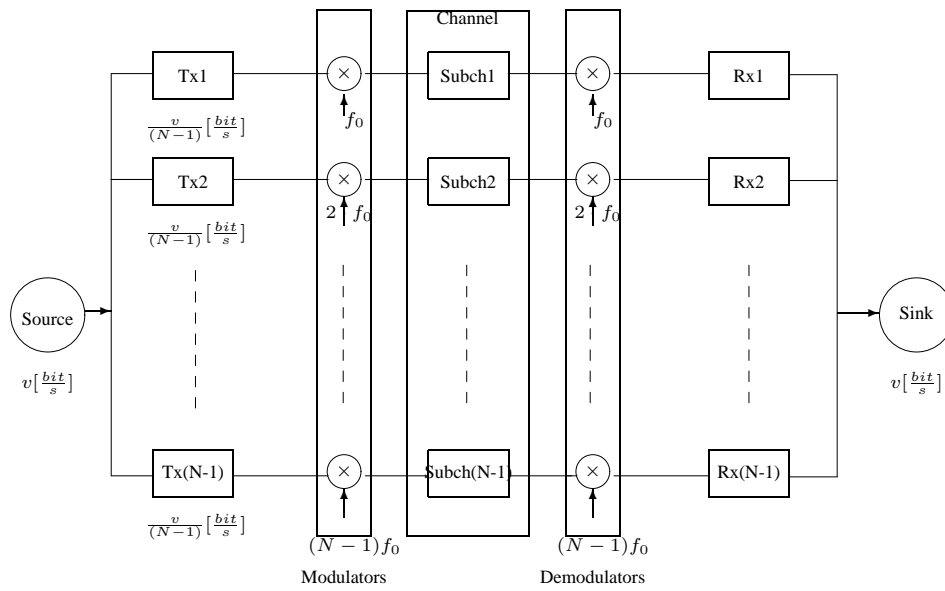 Channel
Tx1 × Subch1 × Rx1
v/(N−1)[bit/s] f₀ f₀
Tx2 × Subch2 × Rx2
v/(N−1)[bit/s] 2 f₀ 2 f₀
Source Sink
v[bit/s] v[bit/s]
Tx(N-1) × Subch(N-1) × Rx(N-1)
v/(N−1)[bit/s]
(N − 1)f₀ (N − 1)f₀
Modulators Demodulators